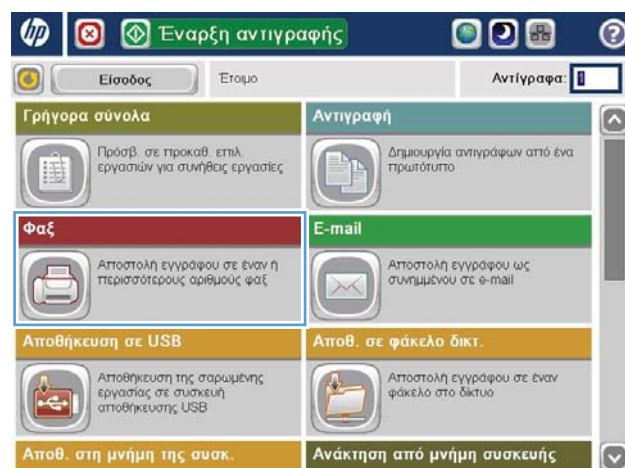 hp
Έναρξη αντιγραφής
?
Είσοδος
Έτοιμο
Αντίγραφα: 1
Γρήγορα σύνολα
Πρόσβ. σε προκαθ. επιλ.
εργασιών για συνήθεις εργασίες
Αντιγραφή
Δημιουργία αντιγράφων από ένα
πρωτότυπο
Φαξ
Αποστολή εγγράφου σε έναν ή
περισσότερους αριθμούς φαξ
E-mail
Αποστολή εγγράφου ως
συνημμένου σε e-mail
Αποθήκευση σε USB
Αποθήκευση της σαρωμένης
εργασίας σε συσκευή
αποθήκευσης USB
Αποθ. σε φάκελο δικτ.
Αποστολή εγγράφου σε έναν
φάκελο στο δίκτυο
Αποθ. στη μνήμη της συσκ.
Ανάκτηση από μνήμη συσκευής